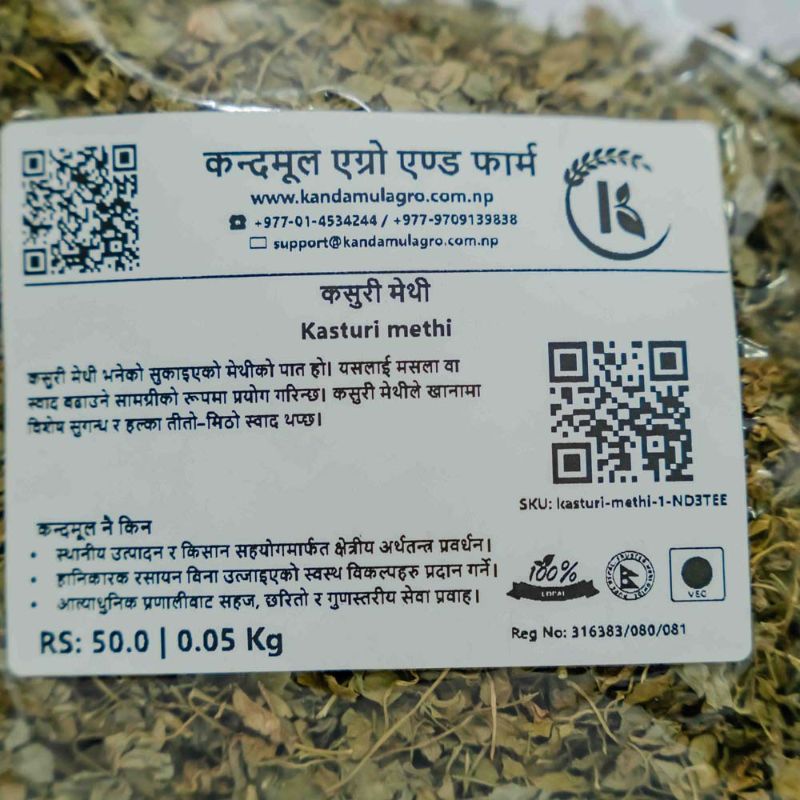 कन्दमूल एग्रो एण्ड फार्म
www.kandamulagro.com.np
+977-01-4534244 / +977-9709139838
support@kandamulagro.com.np
कसुरी मेथी
Kasturi methi
कसुरी मेथी भनेको सुकाइएको मेथीको पात हो। यसलाई मसला वा
स्वाद बढाउने सामग्रीको रूपमा प्रयोग गरिन्छ। कसुरी मेथीले खानामा
विशेष सुगन्ध र हल्का तीतो-मिठो स्वाद थप्छ।
SKU: kasturi-methi-1-ND3TEE
कन्दमूल नै किन
• स्थानीय उत्पादन र किसान सहयोगमार्फत क्षेत्रीय अर्थतन्त्र प्रवर्धन।
• हानिकारक रसायन विना उब्जाइएको स्वस्थ विकल्पहरु प्रदान गर्ने।
• अत्याधुनिक प्रणालीवाट सहज, छरितो र गुणस्तरीय सेवा प्रवाह।
100%
LOCAL
VEG
RS: 50.0 | 0.05 Kg
Reg No: 316383/080/081